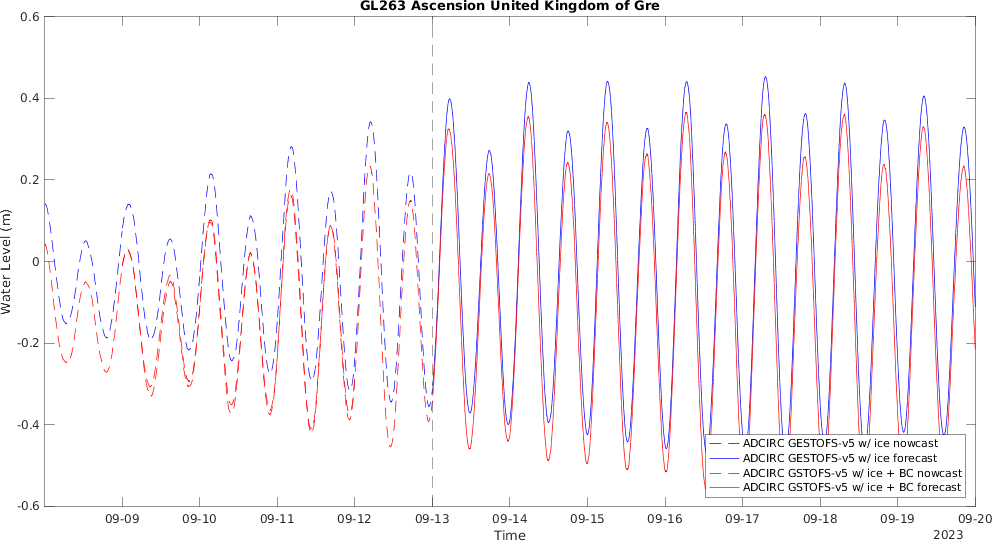 GL263 Ascension United Kingdom of Gre
Water Level (m)
0.6
0.4
0.2
0
-0.2
-0.4
-0.6
ADCIRC GESTOFS-v5 w/ ice nowcast
ADCIRC GESTOFS-v5 w/ ice forecast
ADCIRC GSTOFS-v5 w/ ice + BC nowcast
ADCIRC GSTOFS-v5 w/ ice + BC forecast
09-09 09-10 09-11 09-12 09-13 09-14 09-15 09-16 09-17 09-18 09-19 09-20
Time
2023